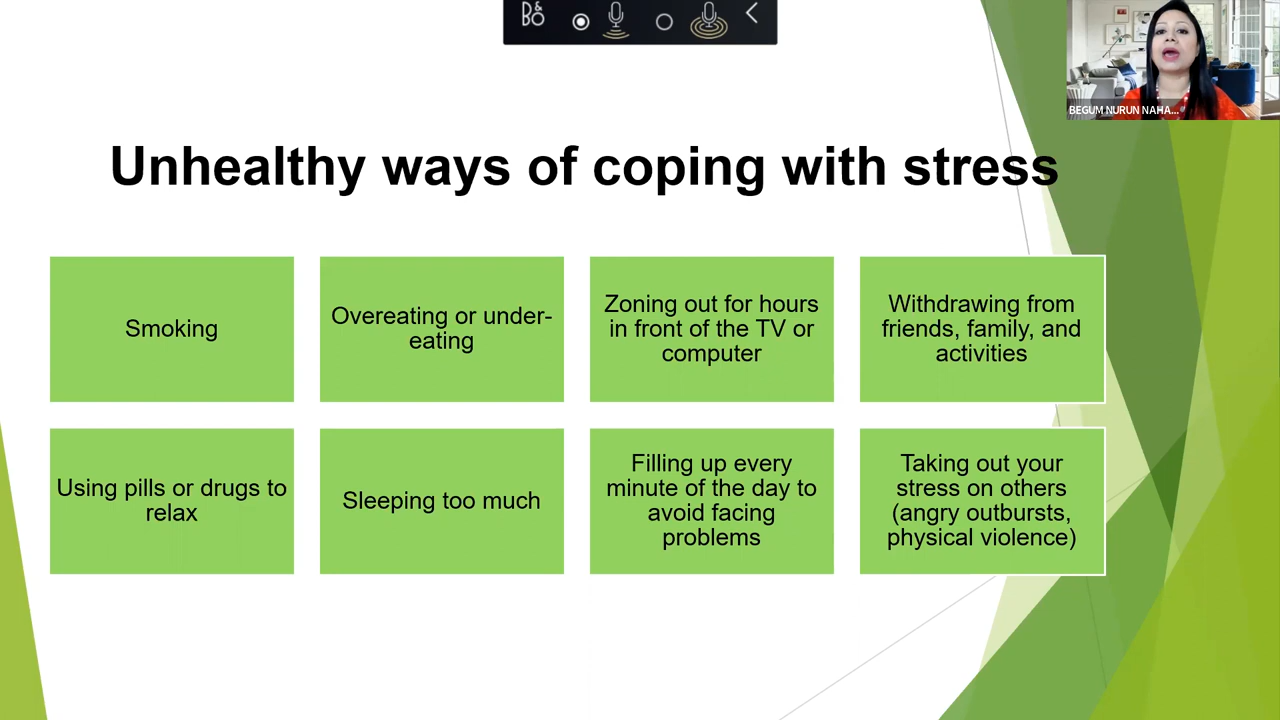 B&O
BEGUM NURUN NAHA...
Unhealthy ways of coping with stress
Smoking
Overeating or under-
eating
Zoning out for hours
in front of the TV or
computer
Withdrawing from
friends, family, and
activities
Using pills or drugs to
relax
Sleeping too much
Filling up every
minute of the day to
avoid facing
problems
Taking out your
stress on others
(angry outbursts,
physical violence)